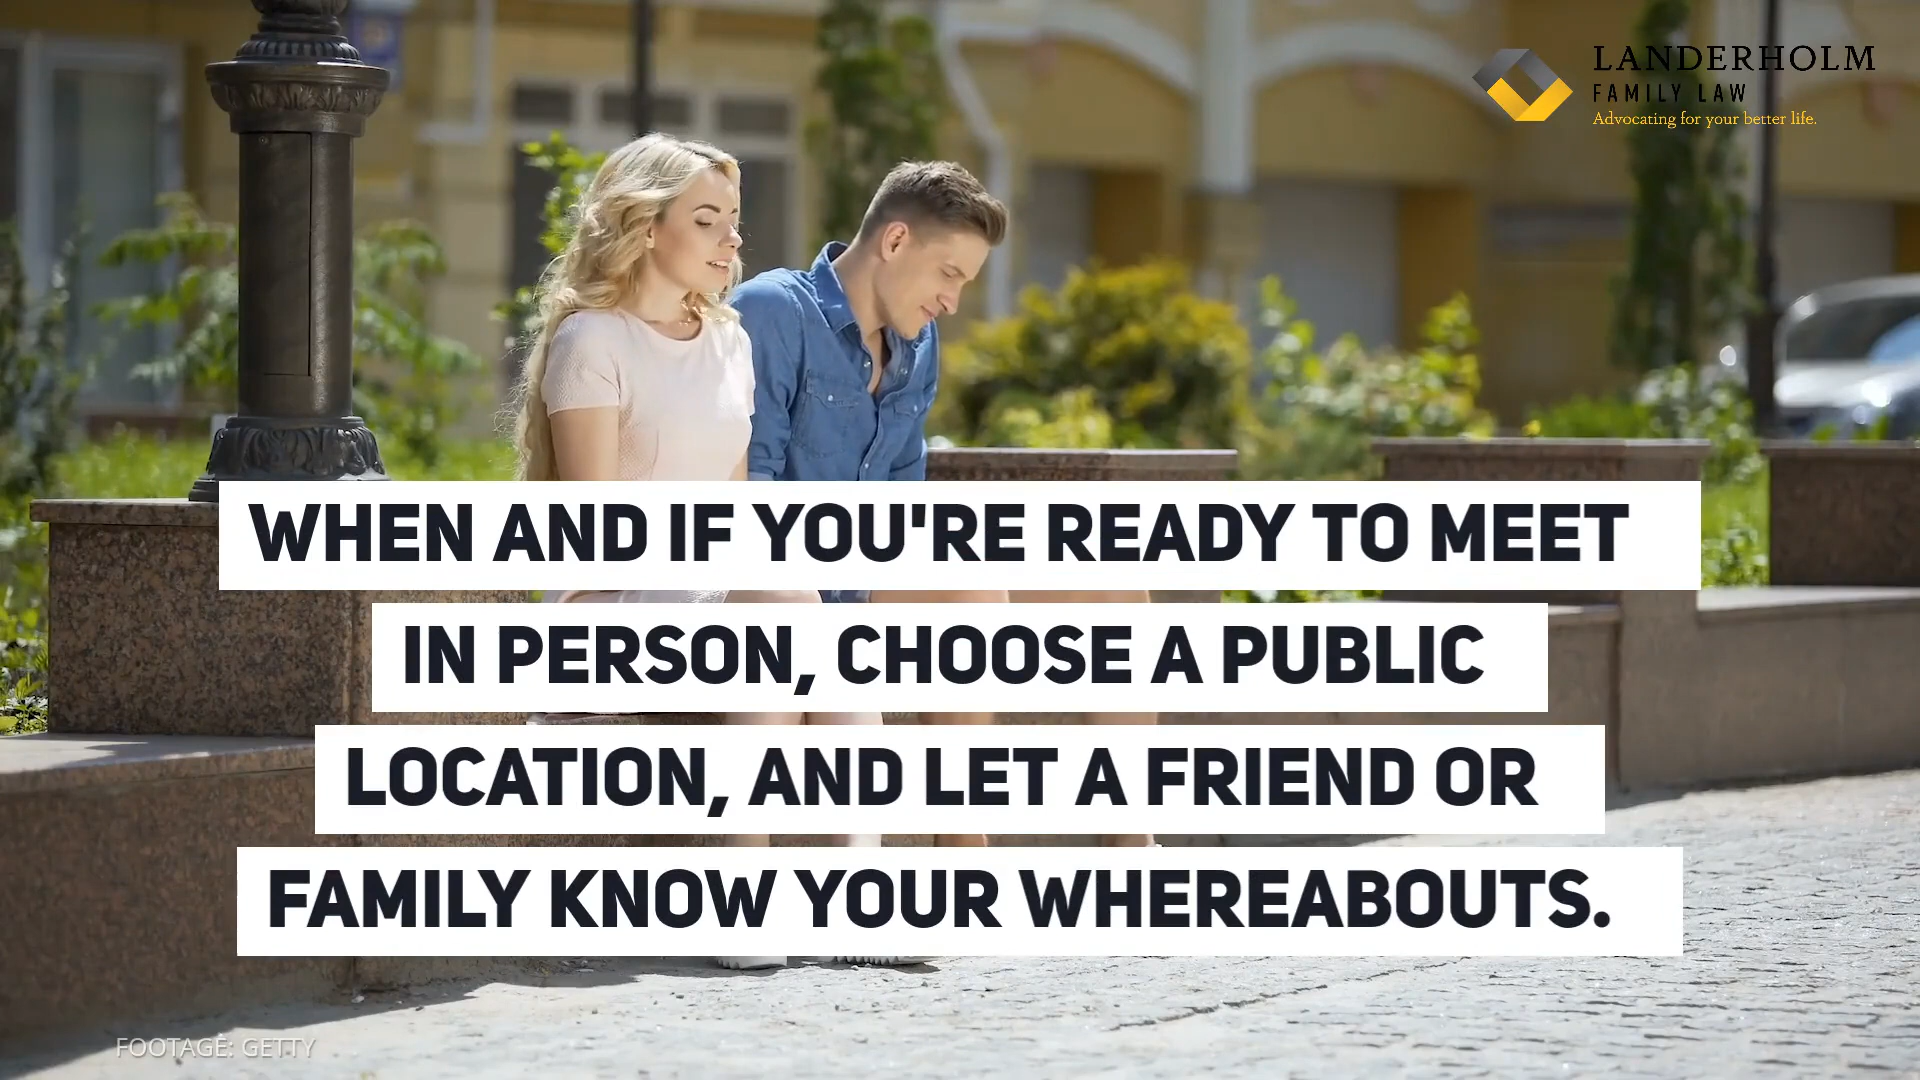 LANDERHOLM
FAMILY LAW
Advocating for your better life.
WHEN AND IF YOU'RE READY TO MEET
IN PERSON, CHOOSE A PUBLIC
LOCATION, AND LET A FRIEND OR
FAMILY KNOW YOUR WHEREABOUTS.
FOOTAGE: GETTY